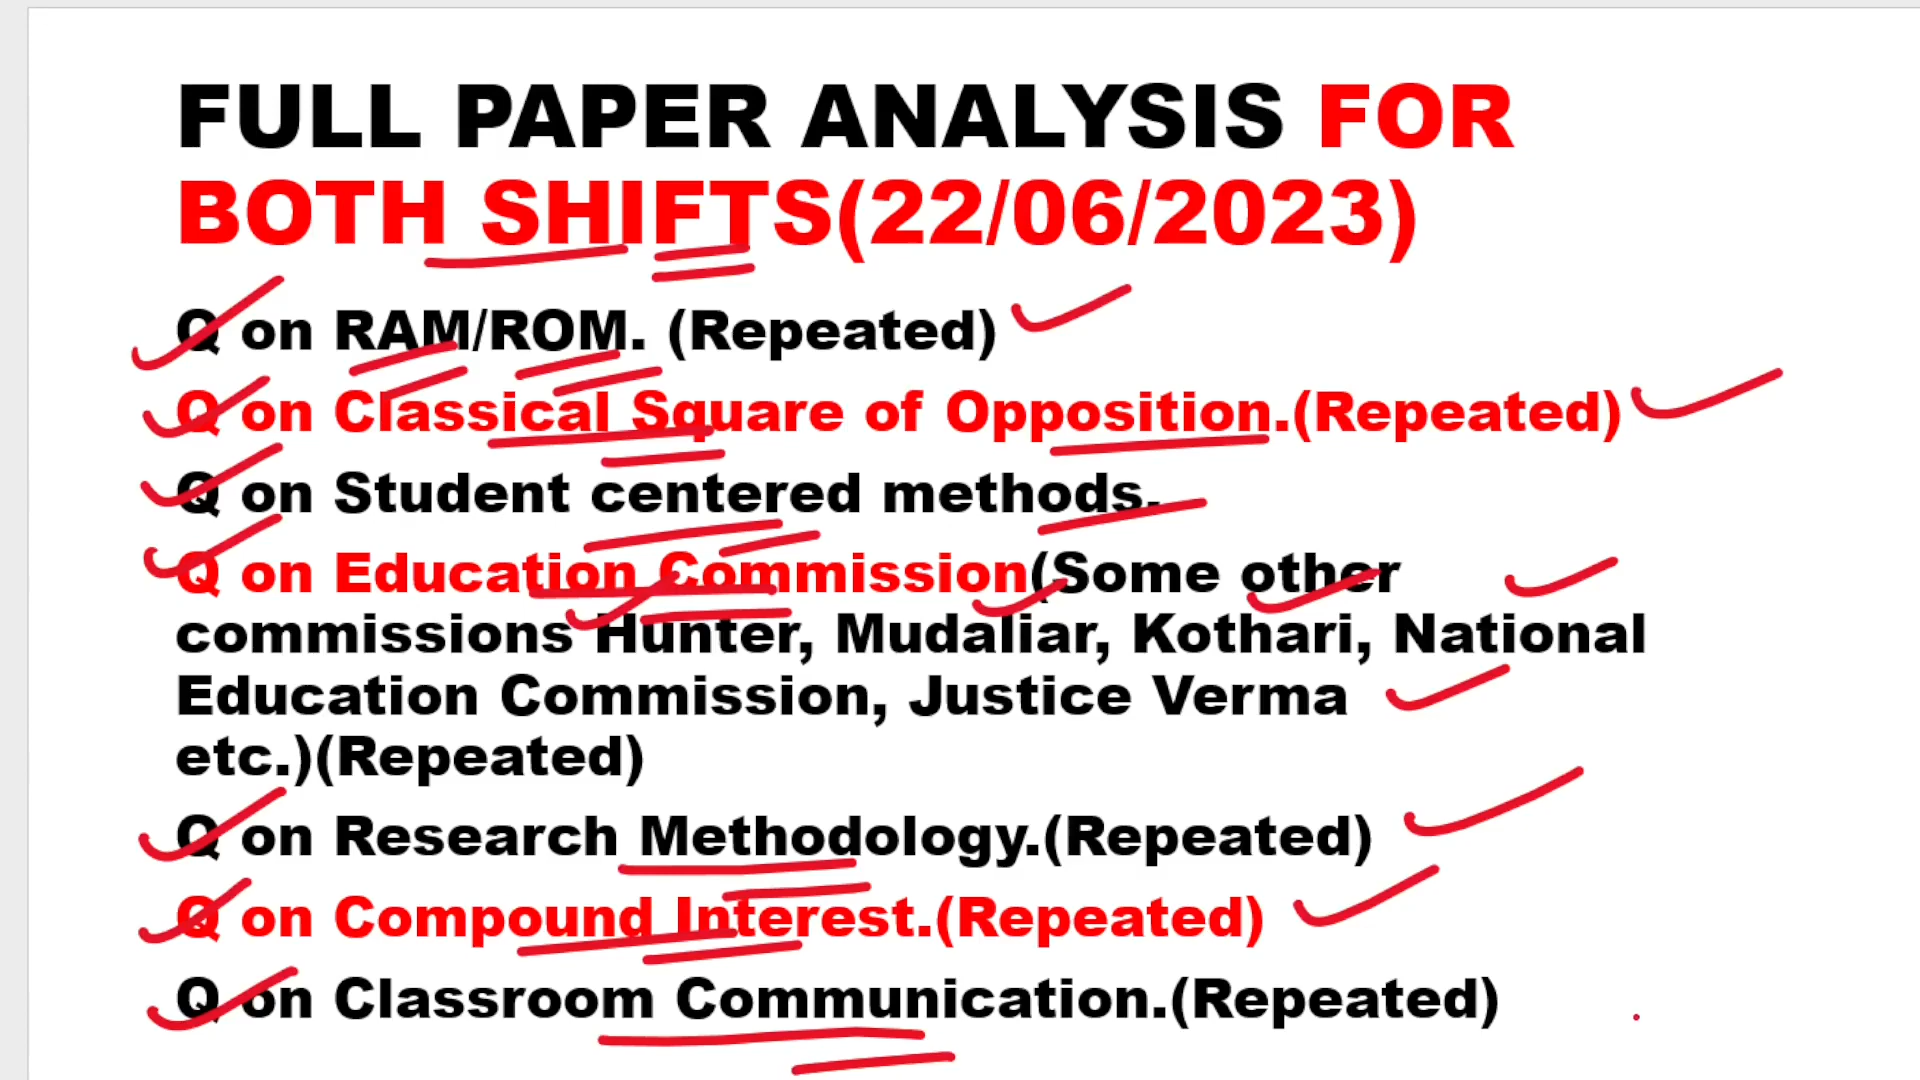 FULL PAPER ANALYSIS FOR
BOTH SHIFTS(22/06/2023)
Q on RAM/ROM. (Repeated)
Q on Classical Square of Opposition.(Repeated)
Q on Student centered methods.
Q on Education Commission(Some other
commissions Hunter, Mudaliar, Kothari, National
Education Commission, Justice Verma
etc.)(Repeated)
Q on Research Methodology.(Repeated)
Q on Compound Interest.(Repeated)
Q on Classroom Communication.(Repeated)